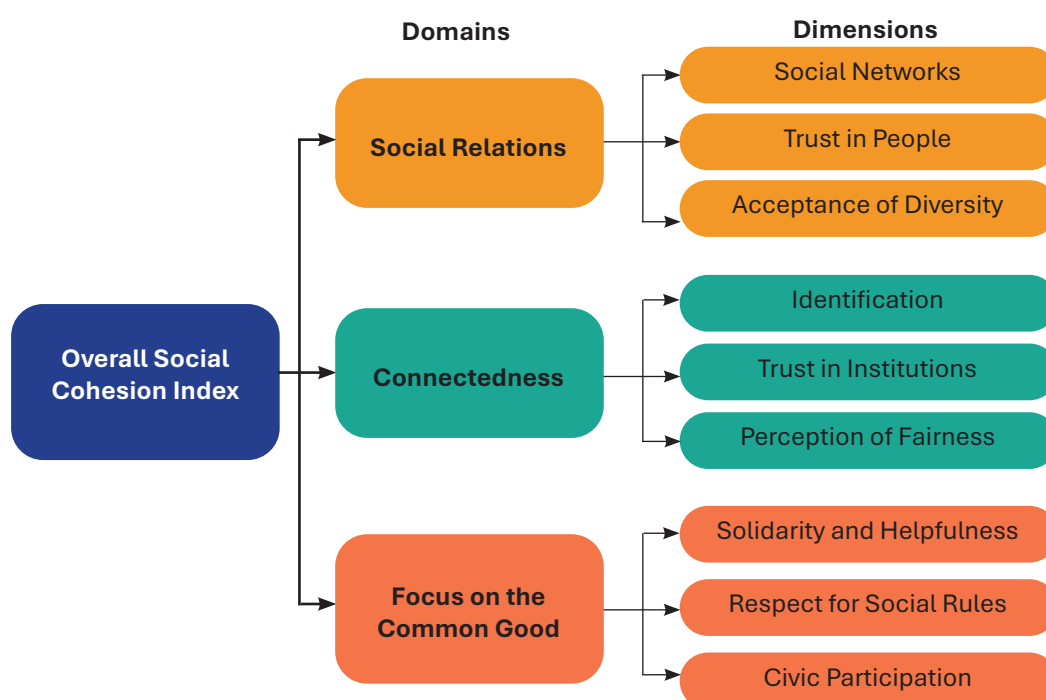 Domains
Dimensions
Overall Social
Cohesion Index
Social Relations
Social Networks
Trust in People
Acceptance of Diversity
Connectedness
Identification
Trust in Institutions
Perception of Fairness
Focus on the
Common Good
Solidarity and Helpfulness
Respect for Social Rules
Civic Participation